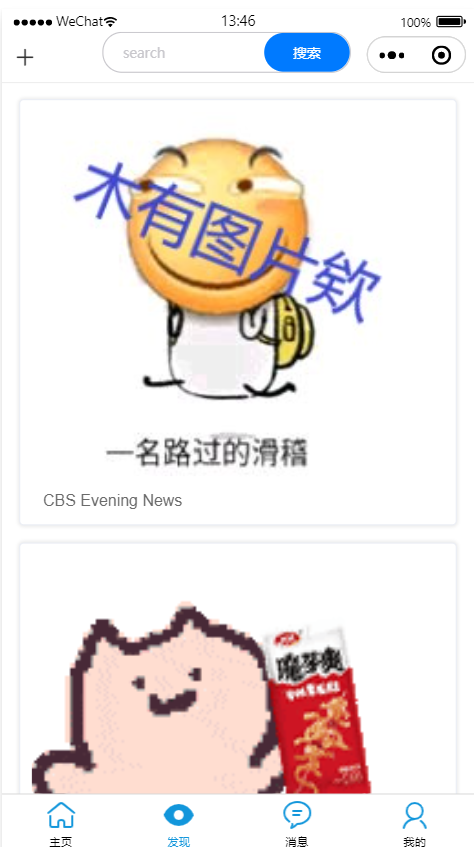 WeChat
13:46
100%
search
搜索
木有图片欸
一名路过的滑稽
CBS Evening News
魔芋爽
主页
发现
消息
我的